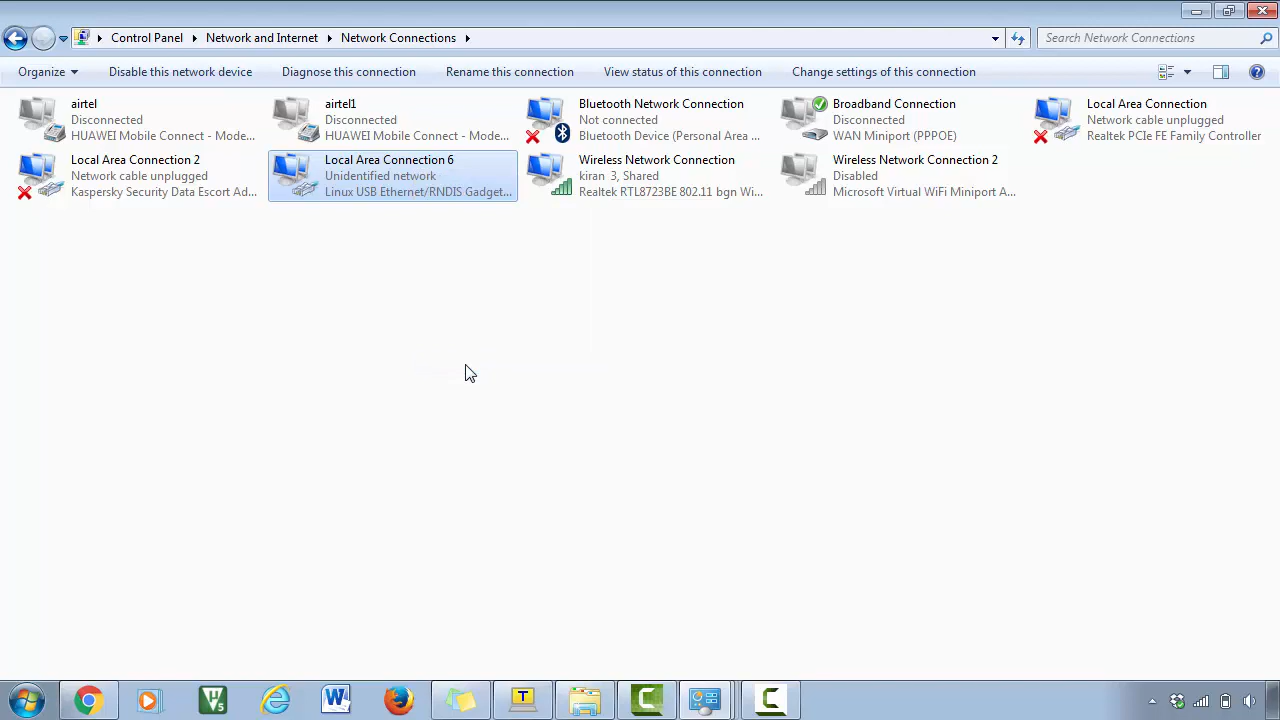 Control Panel Network and Internet Network Connections
Search Network Connections
Organize Disable this network device Diagnose this connection Rename this connection View status of this connection Change settings of this connection
airtel
Disconnected
HUAWEI Mobile Connect - Mode...
airtel1
Disconnected
HUAWEI Mobile Connect - Mode...
Bluetooth Network Connection
Not connected
Bluetooth Device (Personal Area ...
Broadband Connection
Disconnected
WAN Miniport (PPPOE)
Local Area Connection
Network cable unplugged
Realtek PCIe FE Family Controller
Local Area Connection 2
Network cable unplugged
Kaspersky Security Data Escort Ad...
Local Area Connection 6
Unidentified network
Linux USB Ethernet/RNDIS Gadget...
Wireless Network Connection
kiran 3, Shared
Realtek RTL8723BE 802.11 bgn Wi...
Wireless Network Connection 2
Disabled
Microsoft Virtual WiFi Miniport A...